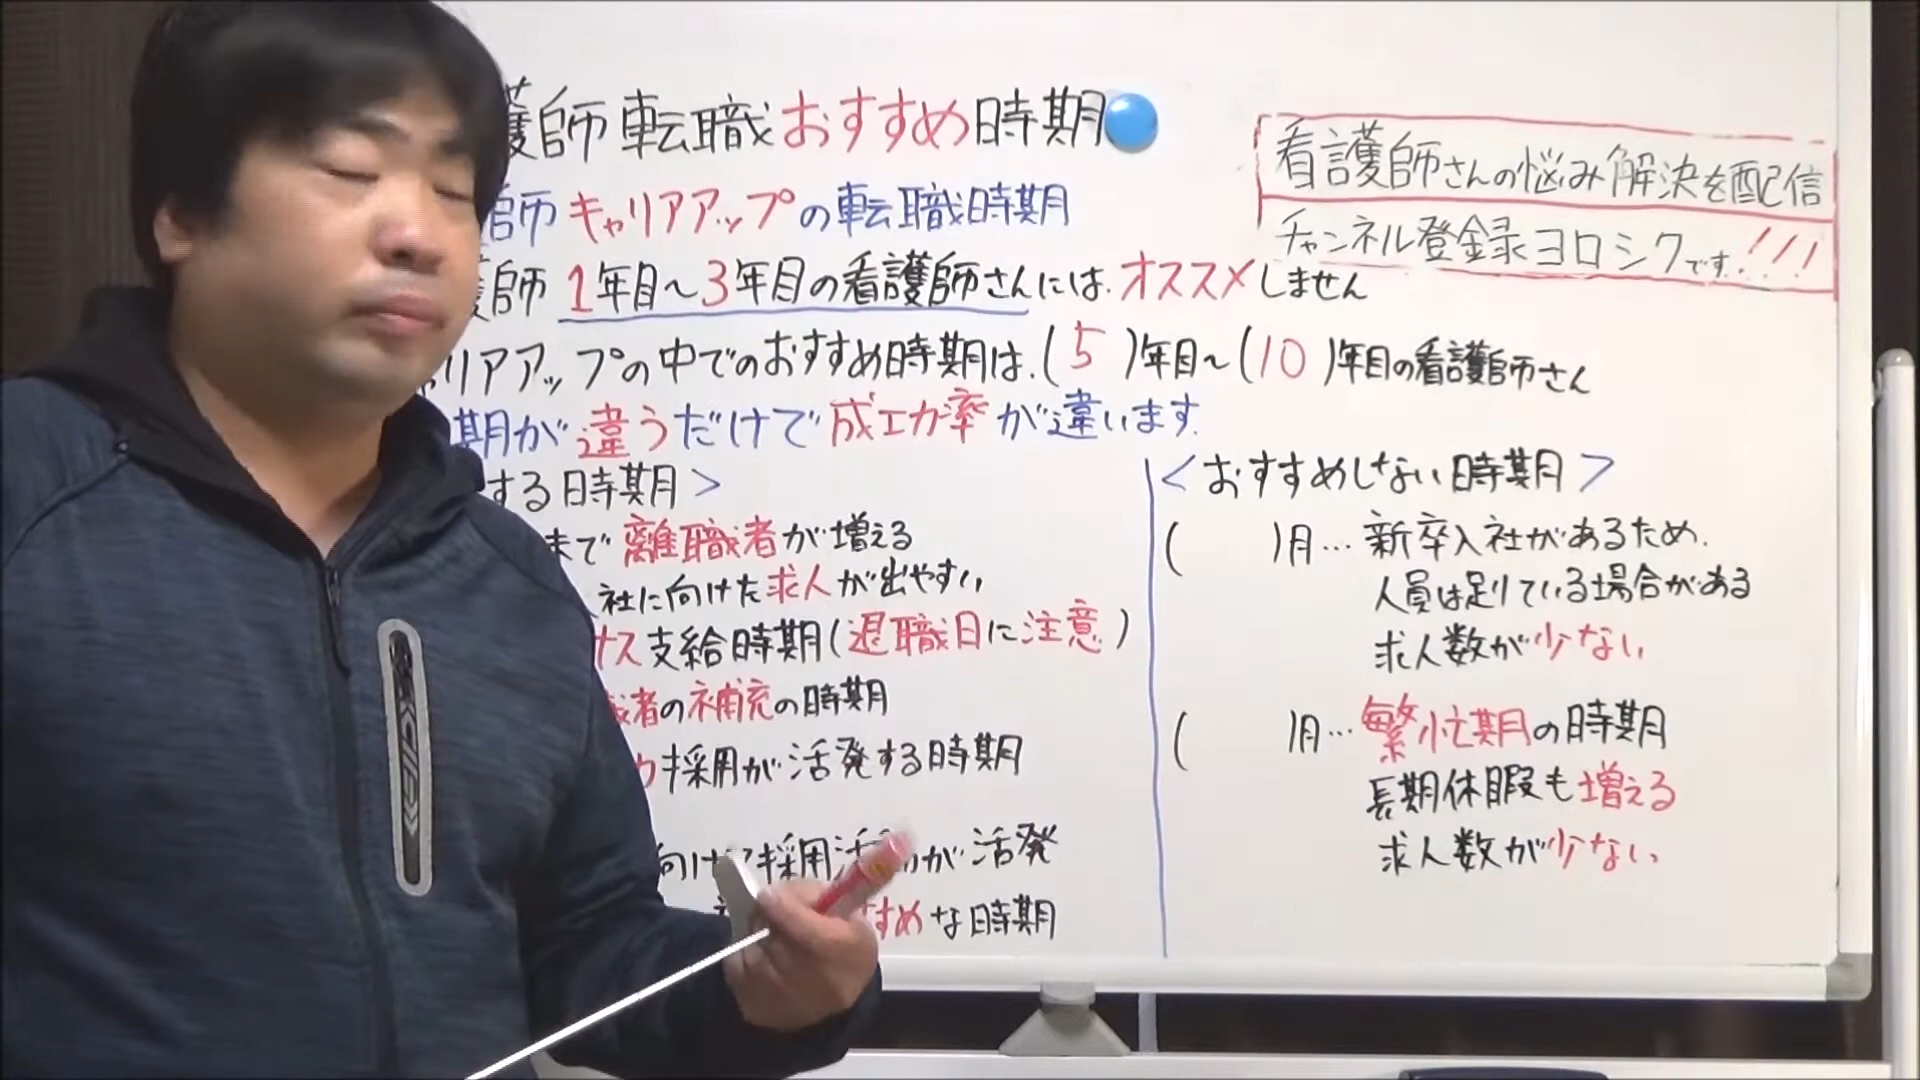 護師転職おすすめ時期
師キャリアアップの転職時期
護師1年目～3年目の看護師さんにはオススメしません
リアアップの中でのおすすめ時期は、(5)年目～(10)年目の看護師さん
期が違うだけで成功率が違います。
する時期>
まで離職者が増える
社に向けた求人が出やすい
ナス支給時期(退職日に注意)
者の補充の時期
採用が活発する時期
向けて採用活動が活発
すめな時期
看護師さんの悩み解決を配信
チャンネル登録ヨロシクです!!!
<おすすめしない時期>
( )月…新卒入社があるため、
人員は足りている場合がある
求人数が少ない
( )月…繁忙期の時期
長期休暇も増える
求人数が少ない